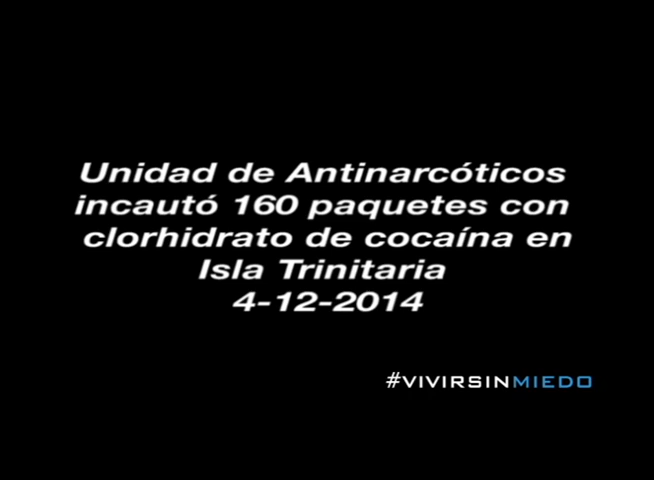 Unidad de Antinarcóticos
incautó 160 paquetes con
clorhidrato de cocaína en
Isla Trinitaria
4-12-2014
#VIVIRSINMIEDO